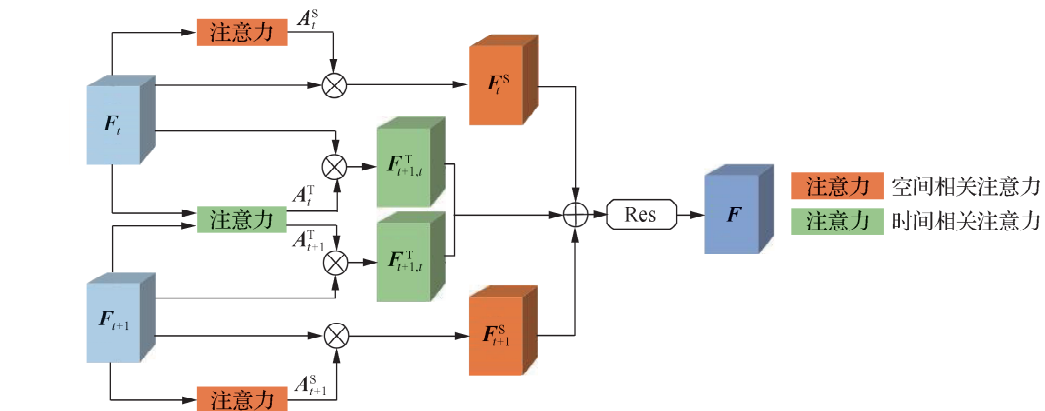 注意力
A_t^S
F_t
F_t^S
F_{t+1,t}^T
A_t^T
注意力
A_{t+1}^T
F_{t+1,t}^T
Res
F
注意力 空间相关注意力
注意力 时间相关注意力
F_{t+1}
F_{t+1}^S
A_{t+1}^S
注意力